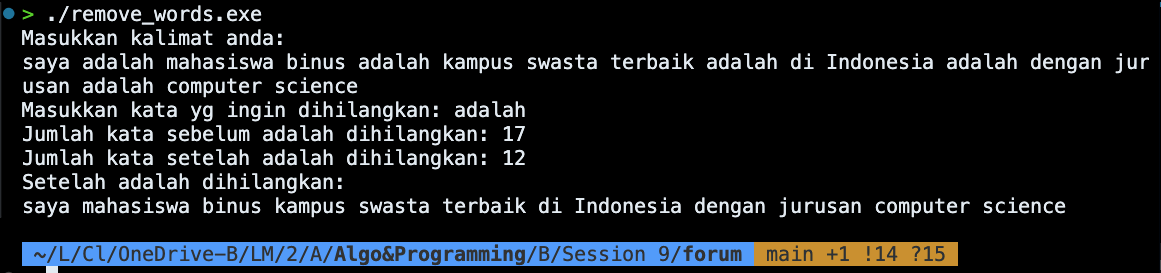 > ./remove_words.exe
Masukkan kalimat anda:
saya adalah mahasiswa binus adalah kampus swasta terbaik adalah di Indonesia adalah dengan jur
usan adalah computer science
Masukkan kata yg ingin dihilangkan: adalah
Jumlah kata sebelum adalah dihilangkan: 17
Jumlah kata setelah adalah dihilangkan: 12
Setelah adalah dihilangkan:
saya mahasiswa binus kampus swasta terbaik di Indonesia dengan jurusan computer science
~/L/Cl/OneDrive-B/LM/2/A/Algo&Programming/B/Session 9/forum main +1 !14 ?15